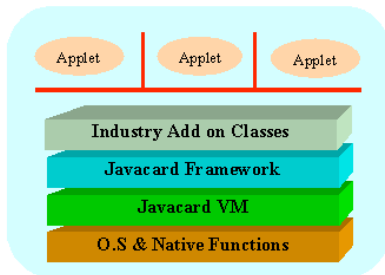 Applet Applet Applet
Industry Add on Classes
Javacard Framework
Javacard VM
O.S & Native Functions